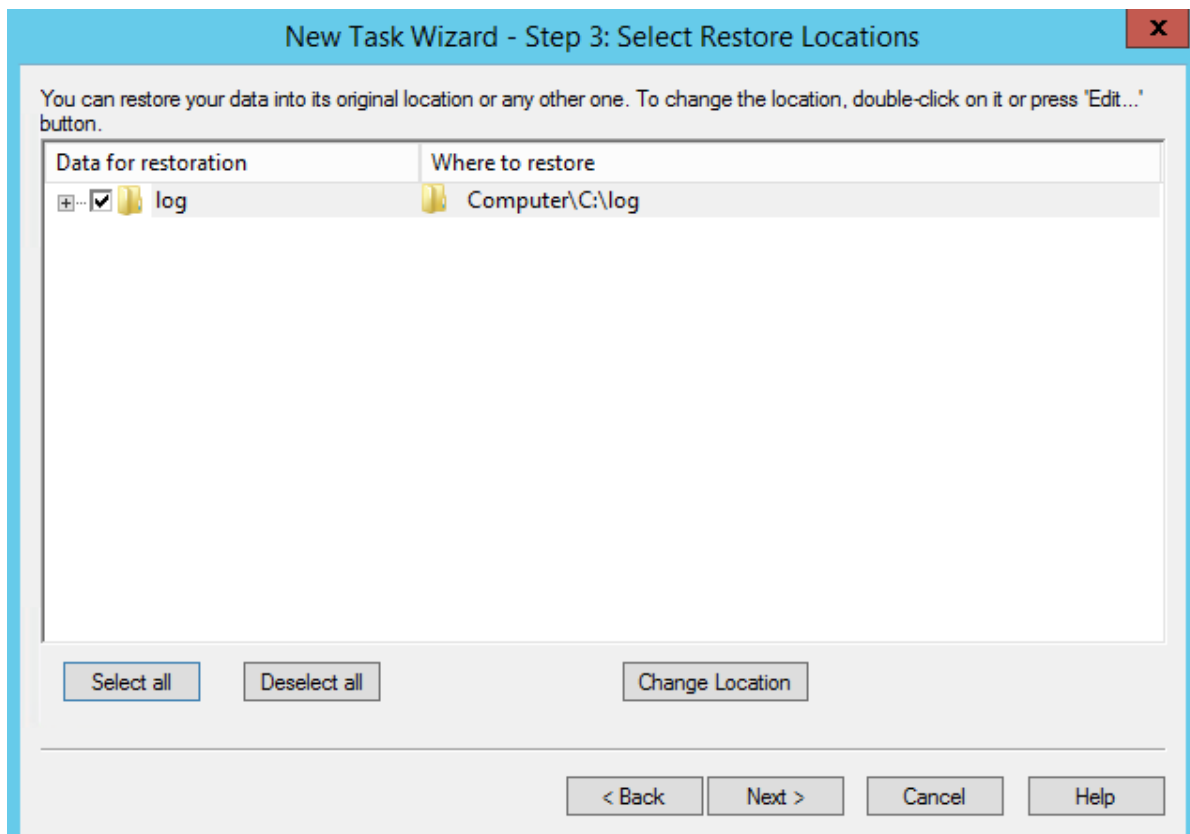 New Task Wizard - Step 3: Select Restore Locations
x
You can restore your data into its original location or any other one. To change the location, double-click on it or press 'Edit...'
button.
Data for restoration Where to restore
log Computer\C:\log
Select all Deselect all Change Location
< Back Next > Cancel Help